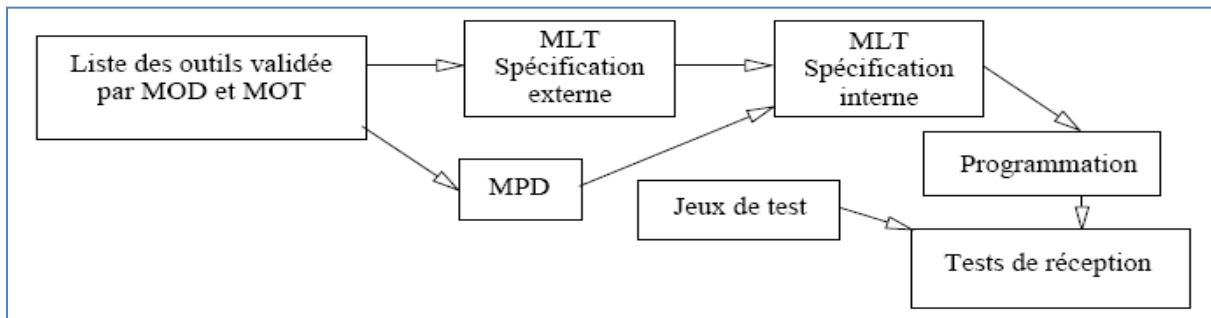 Liste des outils validée
par MOD et MOT
MLT
Spécification
externe
MLT
Spécification
interne
MPD
Programmation
Jeux de test
Tests de réception